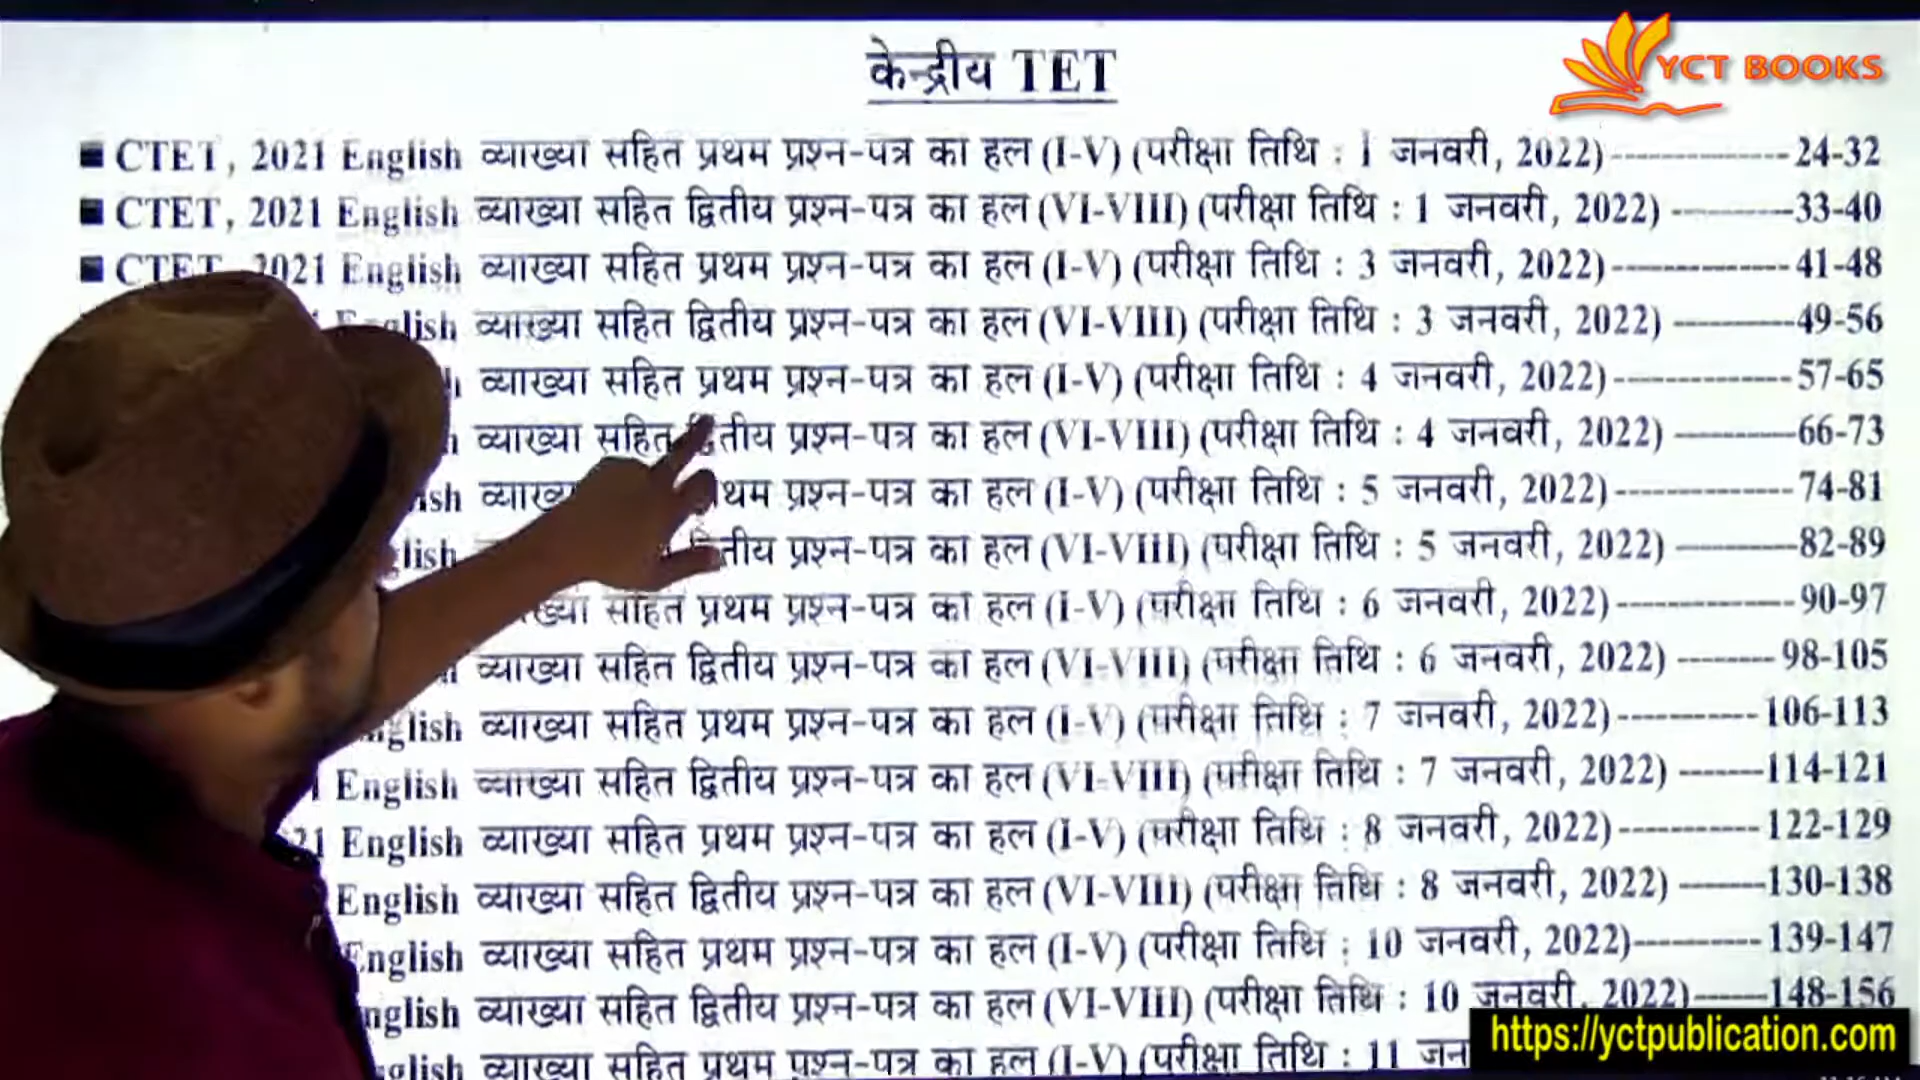 केन्द्रीय TET
YCT BOOKS
■ CTET, 2021 English व्याख्या सहित प्रथम प्रश्न-पत्र का हल (I-V) (परीक्षा तिथि : 1 जनवरी, 2022)--------------24-32
■ CTET, 2021 English व्याख्या सहित द्वितीय प्रश्न-पत्र का हल (VI-VIII) (परीक्षा तिथि : 1 जनवरी, 2022) ---------33-40
■ CTET, 2021 English व्याख्या सहित प्रथम प्रश्न-पत्र का हल (I-V) (परीक्षा तिथि : 3 जनवरी, 2022)-------------- 41-48
व्याख्या सहित द्वितीय प्रश्न-पत्र का हल (VI-VIII) (परीक्षा तिथि : 3 जनवरी, 2022) ---------49-56
व्याख्या सहित प्रथम प्रश्न-पत्र का हल (I-V) (परीक्षा तिथि : 4 जनवरी, 2022)-------------- 57-65
व्याख्या सहित प्रश्न-पत्र का हल (VI-VIII) (परीक्षा तिथि : 4 जनवरी, 2022) ---------66-73
प्रश्न-पत्र का हल (I-V) (परीक्षा तिथि : 5 जनवरी, 2022)-------------- 74-81
प्रश्न-पत्र का हल (VI-VIII) (परीक्षा तिथि : 5 जनवरी, 2022) ---------82-89
सहित प्रथम प्रश्न-पत्र का हल (I-V) (परीक्षा तिथि : 6 जनवरी, 2022)-------------- 90-97
व्याख्या सहित द्वितीय प्रश्न-पत्र का हल (VI-VIII) (परीक्षा तिथि : 6 जनवरी, 2022) -------- 98-105
व्याख्या सहित प्रथम प्रश्न-पत्र का हल (I-V) (परीक्षा तिथि : 7 जनवरी, 2022)----------- 106-113
English व्याख्या सहित द्वितीय प्रश्न-पत्र का हल (VI-VIII) (परीक्षा तिथि : 7 जनवरी, 2022) -------114-121
English व्याख्या सहित प्रथम प्रश्न-पत्र का हल (I-V) (परीक्षा तिथि : 8 जनवरी, 2022)----------- 122-129
English व्याख्या सहित द्वितीय प्रश्न-पत्र का हल (VI-VIII) (परीक्षा तिथि : 8 जनवरी, 2022) -------130-138
English व्याख्या सहित प्रथम प्रश्न-पत्र का हल (I-V) (परीक्षा तिथि : 10 जनवरी, 2022)---------- 139-147
व्याख्या सहित द्वितीय प्रश्न-पत्र का हल (VI-VIII) (परीक्षा तिथि : 10 जनवरी, 2022)------148-156
व्याख्या सहित प्रथम प्रश्न-पत्र का हल (I-V) (परीक्षा तिथि : 11
https://yctpublication.com